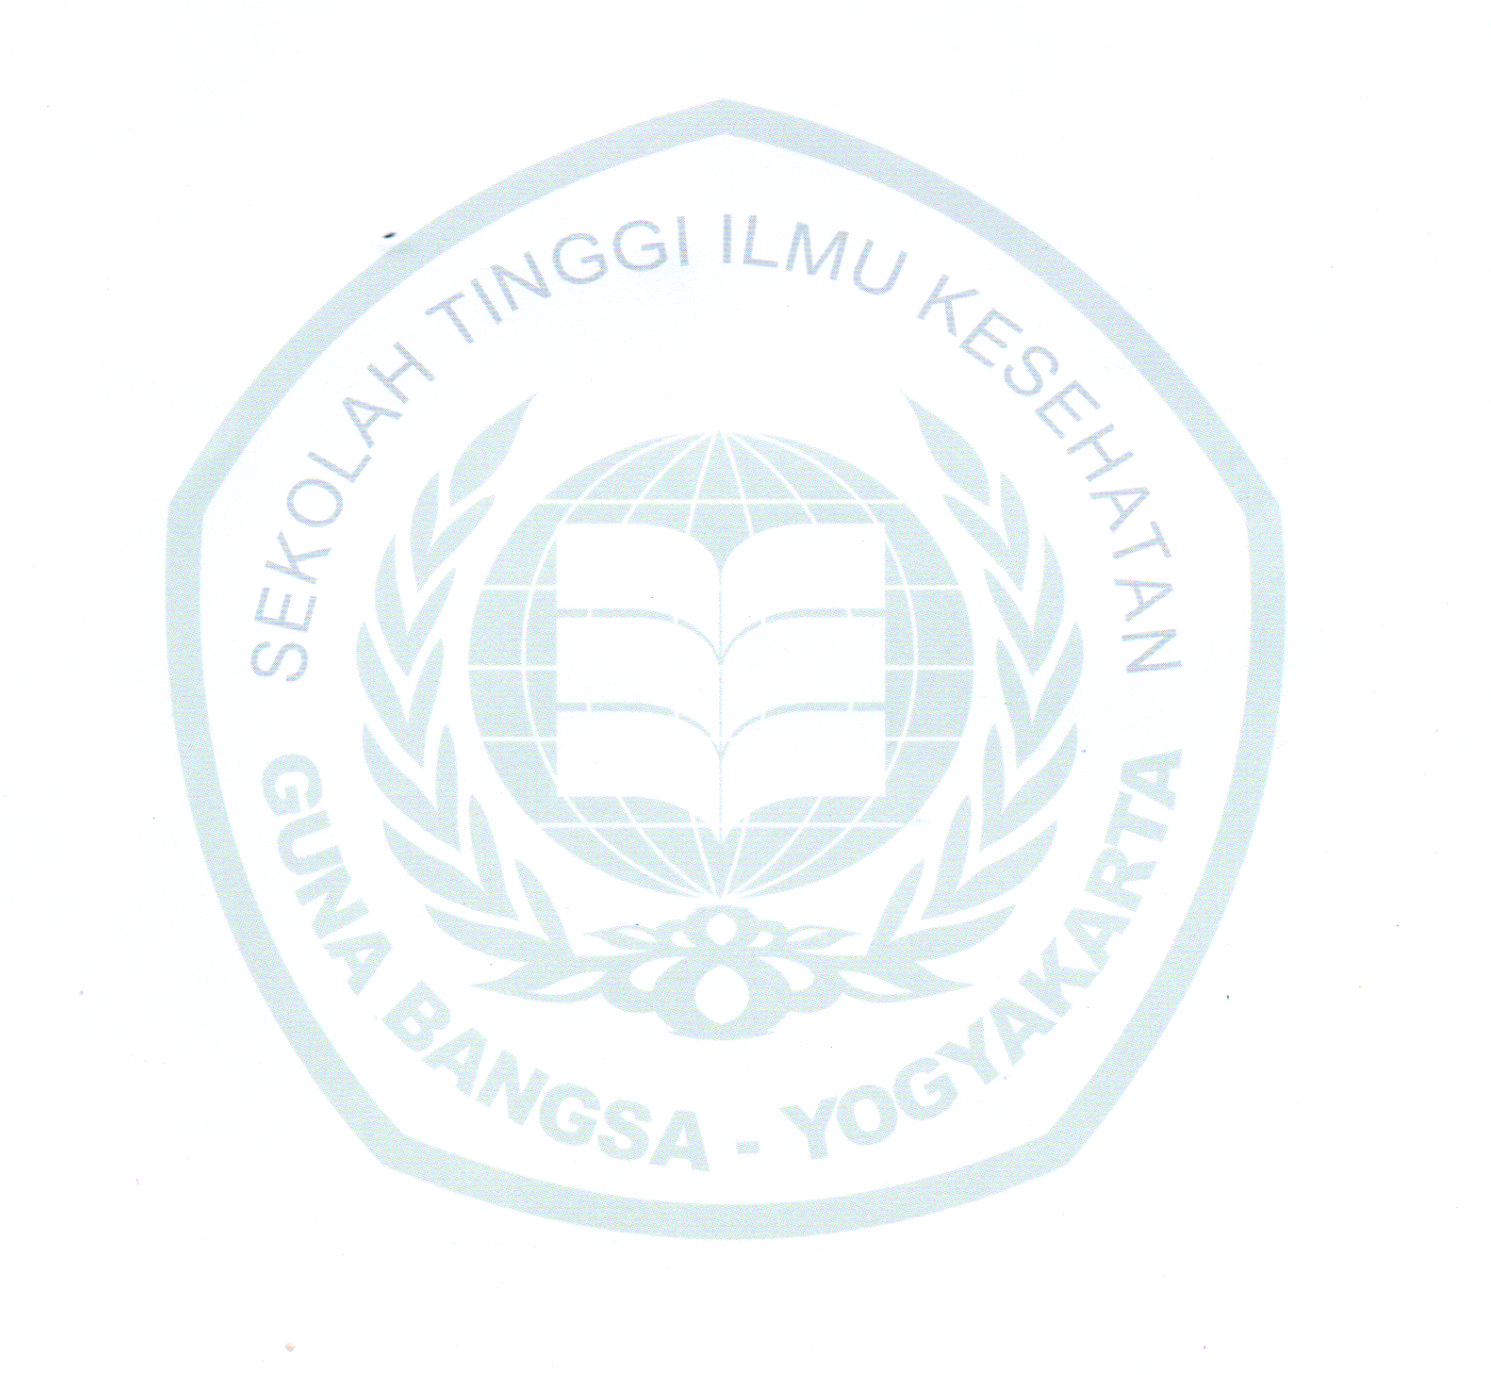 SEKOLAH TINGGI ILMU KESEHATAN
GUNA BANGSA - YOGYAKARTA